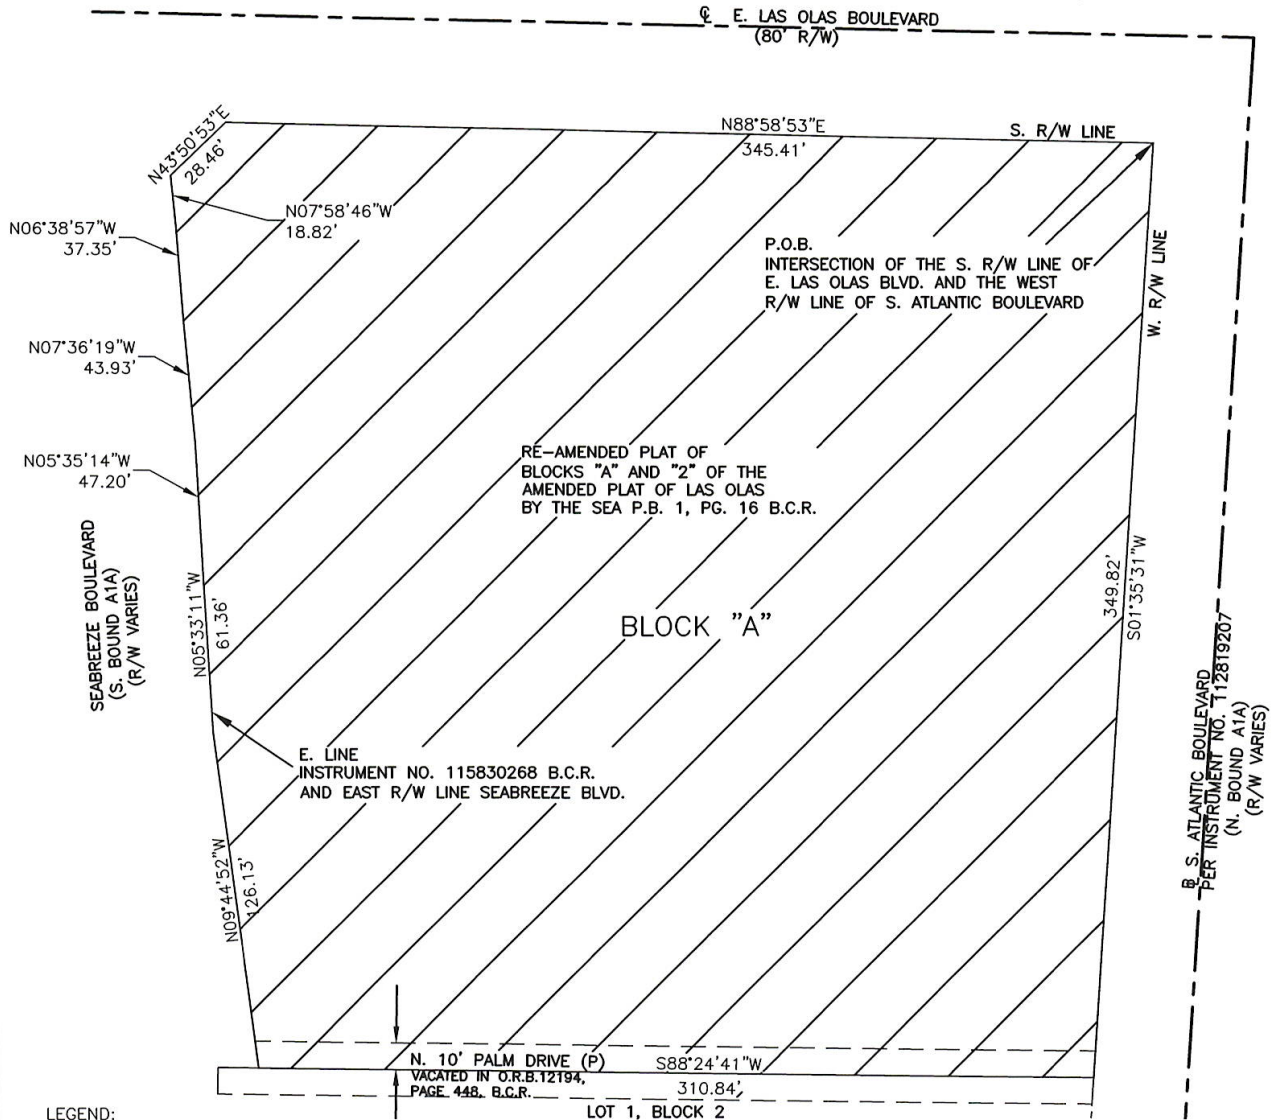 ℄ E. LAS OLAS BOULEVARD
(80' R/W)
N43°50'53"E
28.46'
N88°58'53"E
345.41'
S. R/W LINE
N07°58'46"W
18.82'
N06°38'57"W
37.35'
P.O.B.
INTERSECTION OF THE S. R/W LINE OF
E. LAS OLAS BLVD. AND THE WEST
R/W LINE OF S. ATLANTIC BOULEVARD
W. R/W LINE
N07°36'19"W
43.93'
N05°35'14"W
47.20'
RE-AMENDED PLAT OF
BLOCKS "A" AND "2" OF THE
AMENDED PLAT OF LAS OLAS
BY THE SEA P.B. 1, PG. 16 B.C.R.
SEABREEZE BOULEVARD
(S. BOUND A1A)
(R/W VARIES)
N05°33'11"W
61.36'
BLOCK "A"
349.82'
S01°35'31"W
E. LINE
INSTRUMENT NO. 115830268 B.C.R.
AND EAST R/W LINE SEABREEZE BLVD.
BL S. ATLANTIC BOULEVARD
PER INSTRUMENT NO. 112819207
(N. BOUND A1A)
(R/W VARIES)
N09°44'52"W
126.13'
N. 10' PALM DRIVE (P)
VACATED IN O.R.B.12194,
PAGE 448, B.C.R.
S88°24'41"W
310.84'
LEGEND:
LOT 1, BLOCK 2